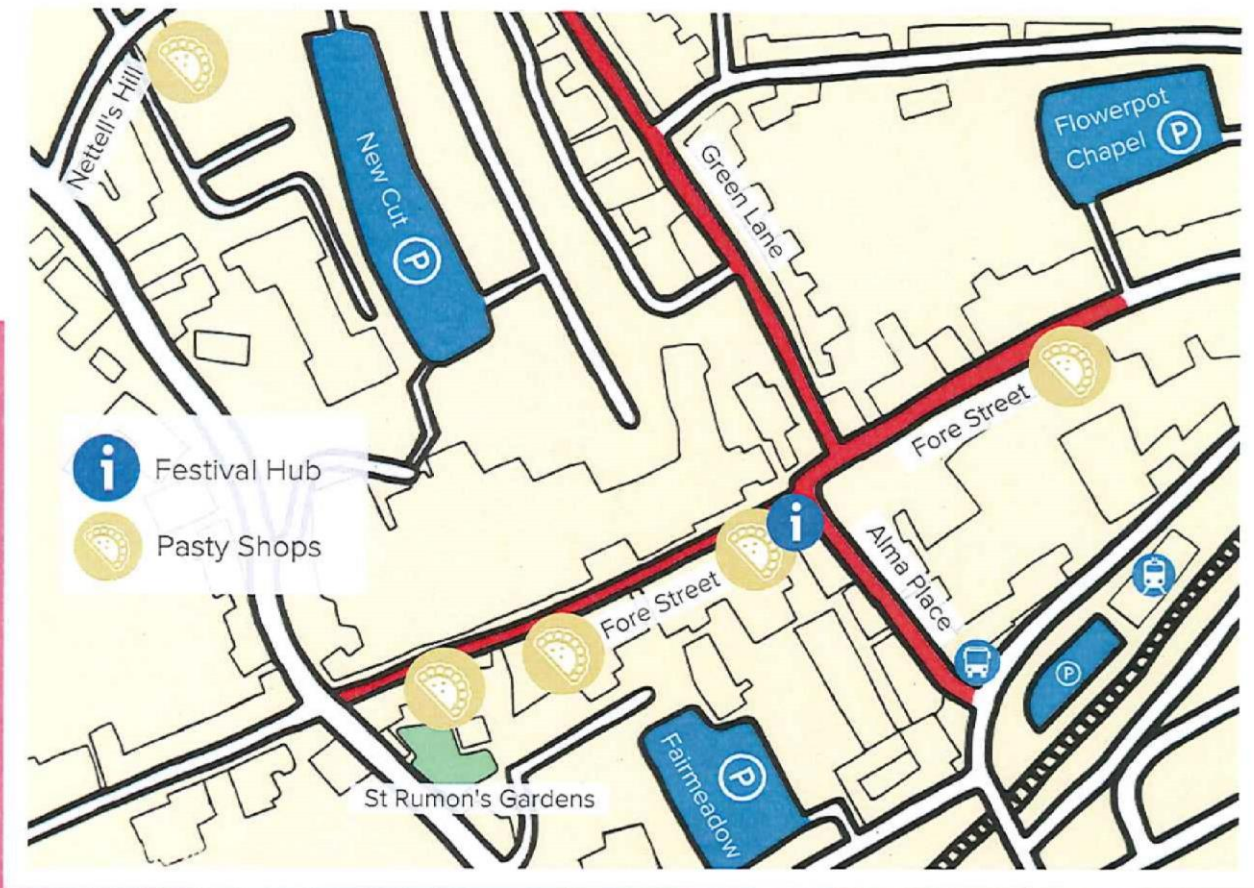 Nettell's Hill
New Cut
P
Green Lane
Flowerpot
Chapel P
Fore Street
i Festival Hub
Pasty Shops
i
Fore Street
Alma Place
P
St Rumon's Gardens
Fairmeadow
P